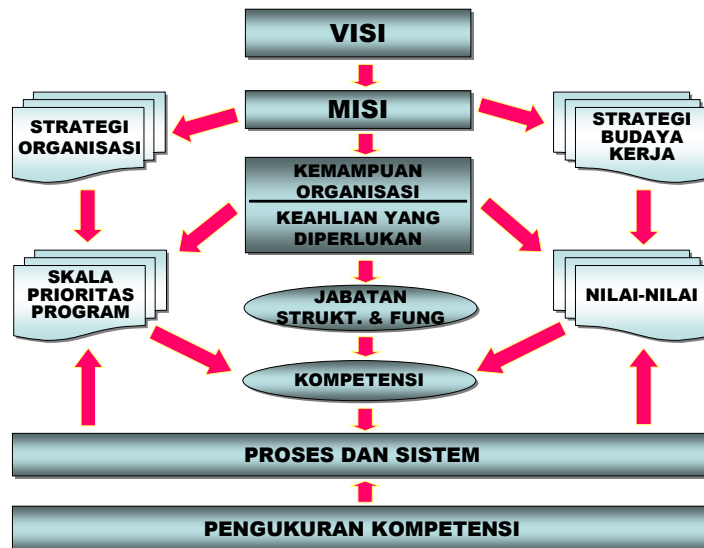 VISI
MISI
STRATEGI
ORGANISASI
STRATEGI
BUDAYA
KERJA
KEMAMPUAN
ORGANISASI
KEAHLIAN YANG
DIPERLUKAN
SKALA
PRIORITAS
PROGRAM
JABATAN
STRUKT. & FUNG
NILAI-NILAI
KOMPETENSI
PROSES DAN SISTEM
PENGUKURAN KOMPETENSI